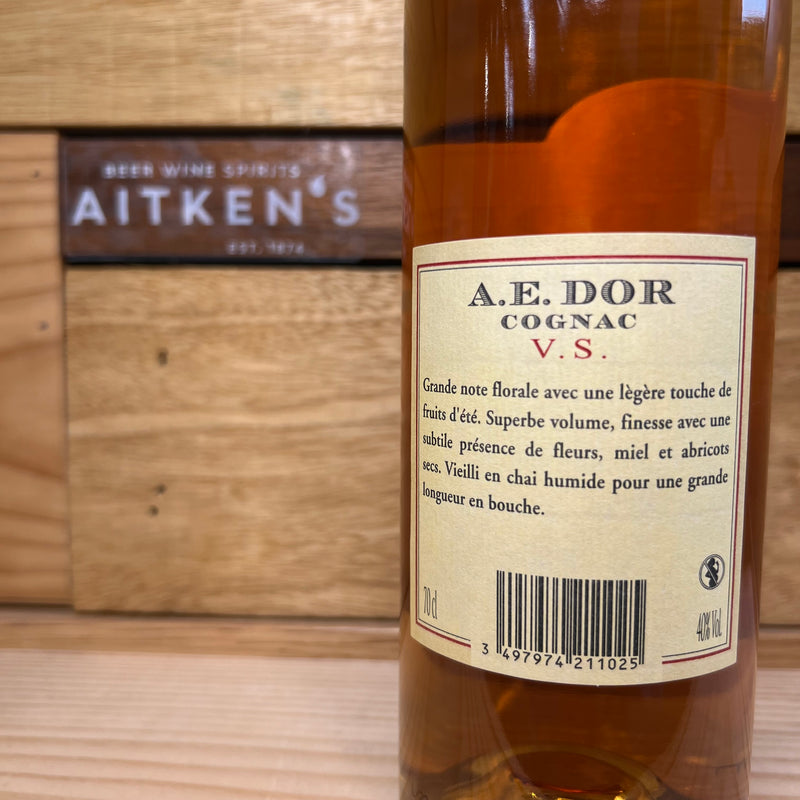 BEER WINE SPIRITS
AITKEN'S
EST. 1874
A.E. DOR
COGNAC
V.S.
Grande note florale avec une lègère touche de
fruits d'été. Superbe volume, finesse avec une
subtile présence de fleurs, miel et abricots
secs. Vieilli en chai humide pour une grande
longueur en bouche.
70 cl
40% Vol.
3 497974 211025